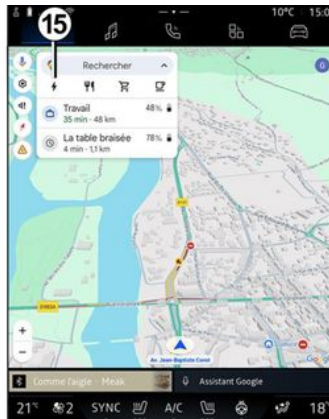 15
10°C 15:0
Rechercher
G
Travail 48%
35 min · 48 km
La table braisée 78%
4 min · 1,1 km
+
−
Av. Jean-Baptiste Corot
Comme l'aigle Meak
Assistant Google
21° 2 SYNC A/C 18°